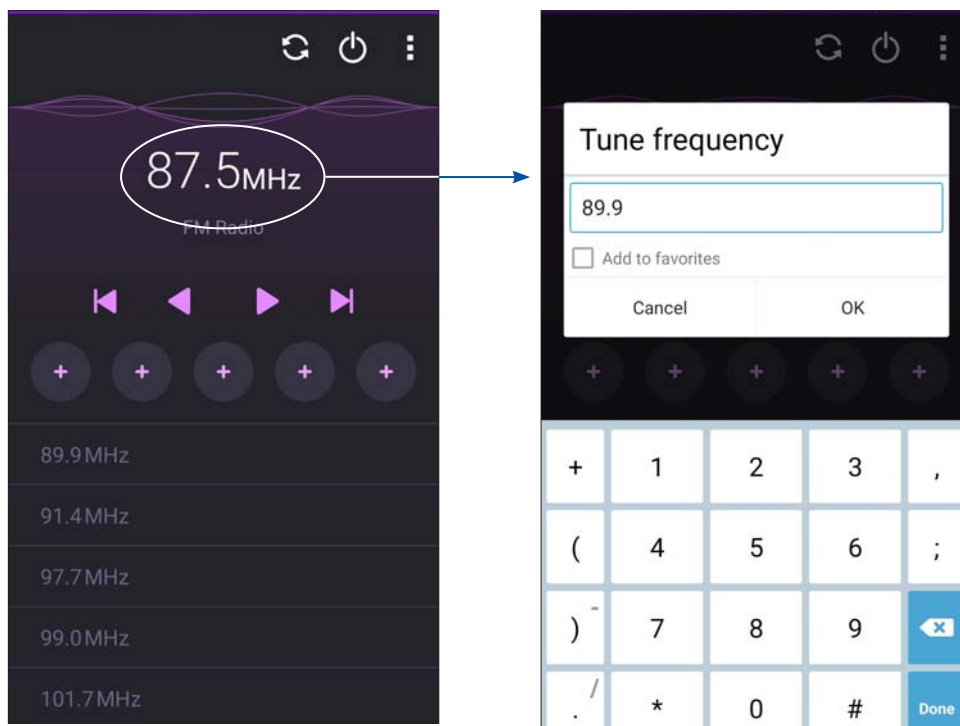 87.5MHz
FM Radio
+ + + + +
89.9MHz
91.4MHz
97.7MHz
99.0MHz
101.7MHz
Tune frequency
89.9
Add to favorites
Cancel OK
+ + + + +
+ 1 2 3 ,
( 4 5 6 ;
) - 7 8 9
. / * 0 # Done